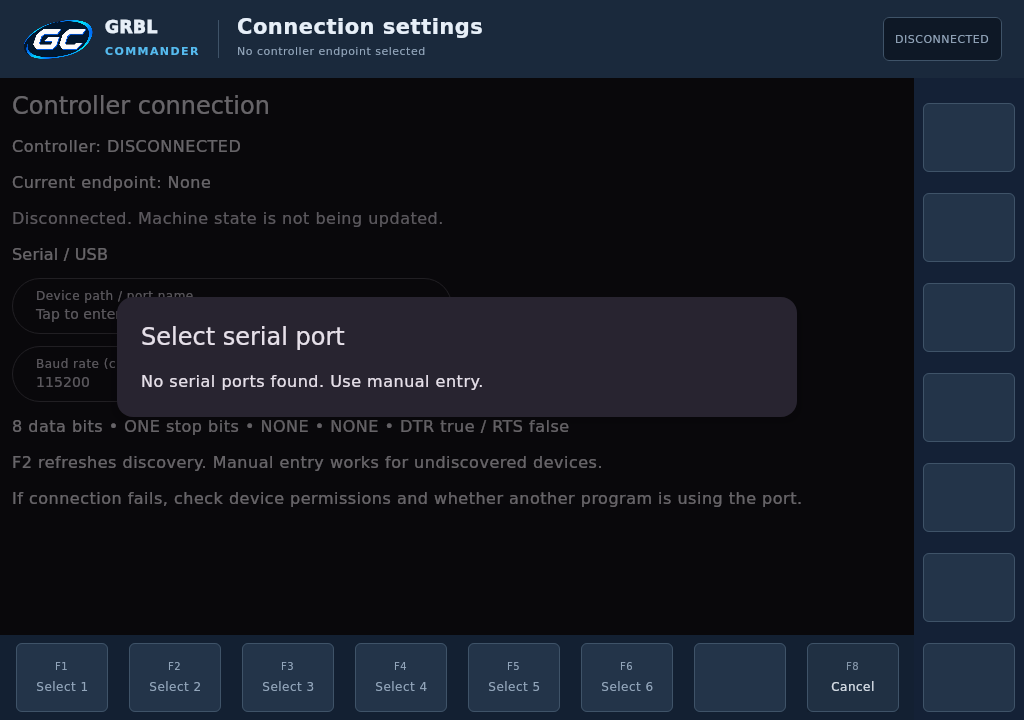 GC
GRBL
COMMANDER
Connection settings
No controller endpoint selected
DISCONNECTED
Controller connection
Controller: DISCONNECTED
Current endpoint: None
Disconnected. Machine state is not being updated.
Serial / USB
Device path / port name
Tap to enter
Baud rate (c
115200
Select serial port
No serial ports found. Use manual entry.
8 data bits • ONE stop bits • NONE • NONE • DTR true / RTS false
F2 refreshes discovery. Manual entry works for undiscovered devices.
If connection fails, check device permissions and whether another program is using the port.
F1
Select 1
F2
Select 2
F3
Select 3
F4
Select 4
F5
Select 5
F6
Select 6
F8
Cancel